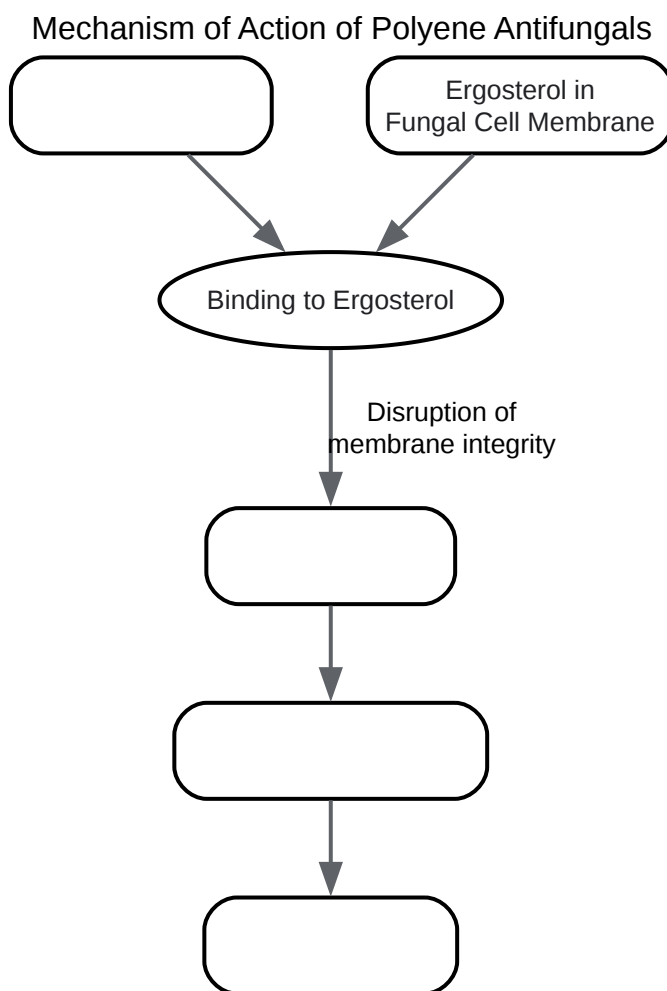 Mechanism of Action of Polyene Antifungals
Ergosterol in
Fungal Cell Membrane
Binding to Ergosterol
Disruption of
membrane integrity